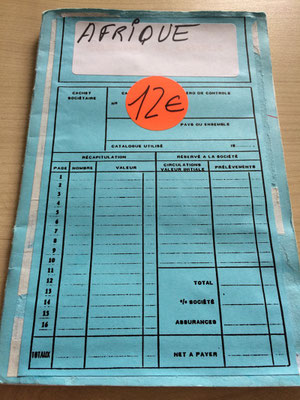 AFRIQUE
CACHET
SOCIÉTAIRE
RO DE CONTROLE
Nº
12€
PAYS OU ENSEMBLE
CATALOGUE UTILISÉ
RÉCAPITULATION
RÉSERVÉ A LA SOCIÉTÉ
PAGE
NOMBRE
VALEUR
CIRCULATIONS
VALEUR INITIALE
PRÉLÈVEMENTS
1
2
3
4
5
6
7
8
9
10
11
12
13
14
15
16
TOTAL
% SOCIÉTÉ
ASSURANCES
TOTAUX
NET A PAYER